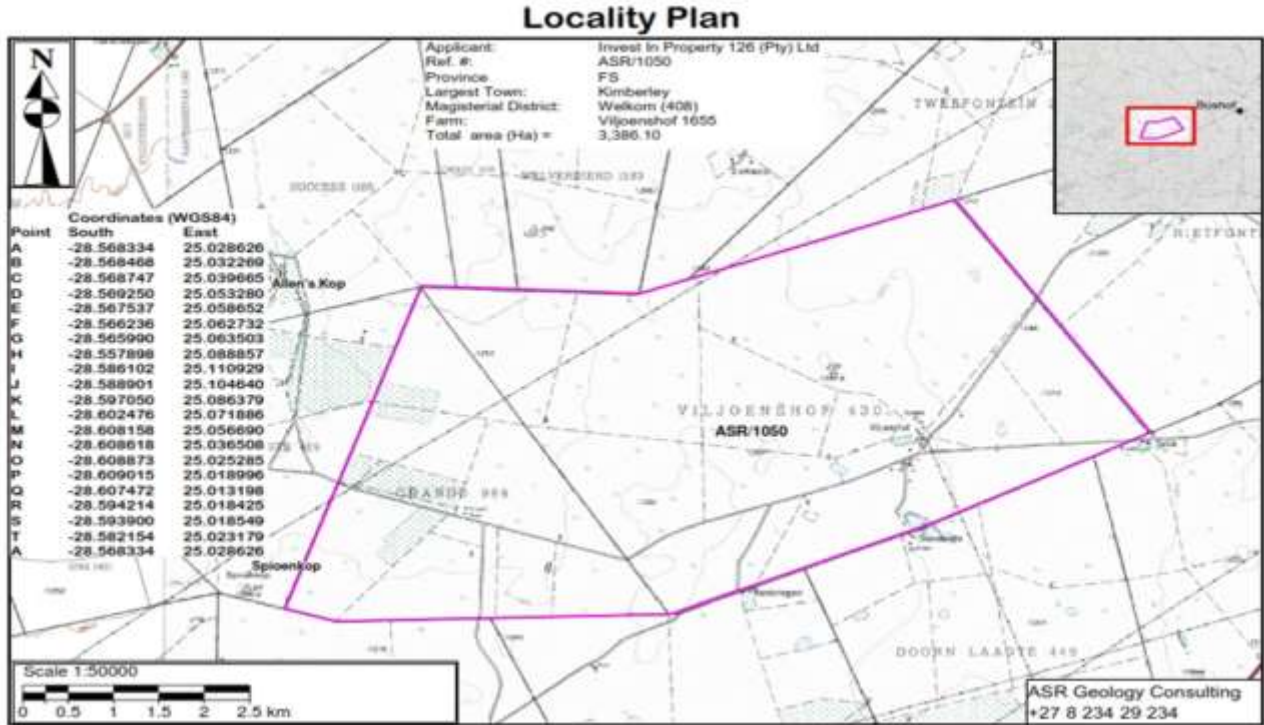 Locality Plan
N
Applicant: Invest In Property 126 (Pty) Ltd
Ref. #: ASR/1050
Province FS
Largest Town: Kimberley
Magisterial District: Welkom (408)
Farm: Viljoenshof 1655
Total area (Ha) = 3,386.10
Boshof
Coordinates (WGS84)
Point South East
A -28.568334 25.028626
B -28.568468 25.032269
C -28.568747 25.039665
D -28.569250 25.053280
E -28.567537 25.058652
F -28.566236 25.062732
G -28.565990 25.063503
H -28.557898 25.088857
I -28.586102 25.110929
J -28.588901 25.104640
K -28.597050 25.086379
L -28.602476 25.071886
M -28.608158 25.056690
N -28.608618 25.036508
O -28.608873 25.025285
P -28.609015 25.018996
Q -28.607472 25.013198
R -28.594214 25.018425
S -28.593900 25.018549
T -28.582154 25.023179
A -28.568334 25.028626
TWEEFONTEIN
SUCCESS
WELVERDIEND
RIETFONT
Allen's Kop
VILJOENSHOF 430
ASR/1050
GRANDE
Spioenkop
DOORN LAAGTE 449
Scale 1:50000
0 0.5 1 1.5 2 2.5 km
ASR Geology Consulting
+27 8 234 29 234